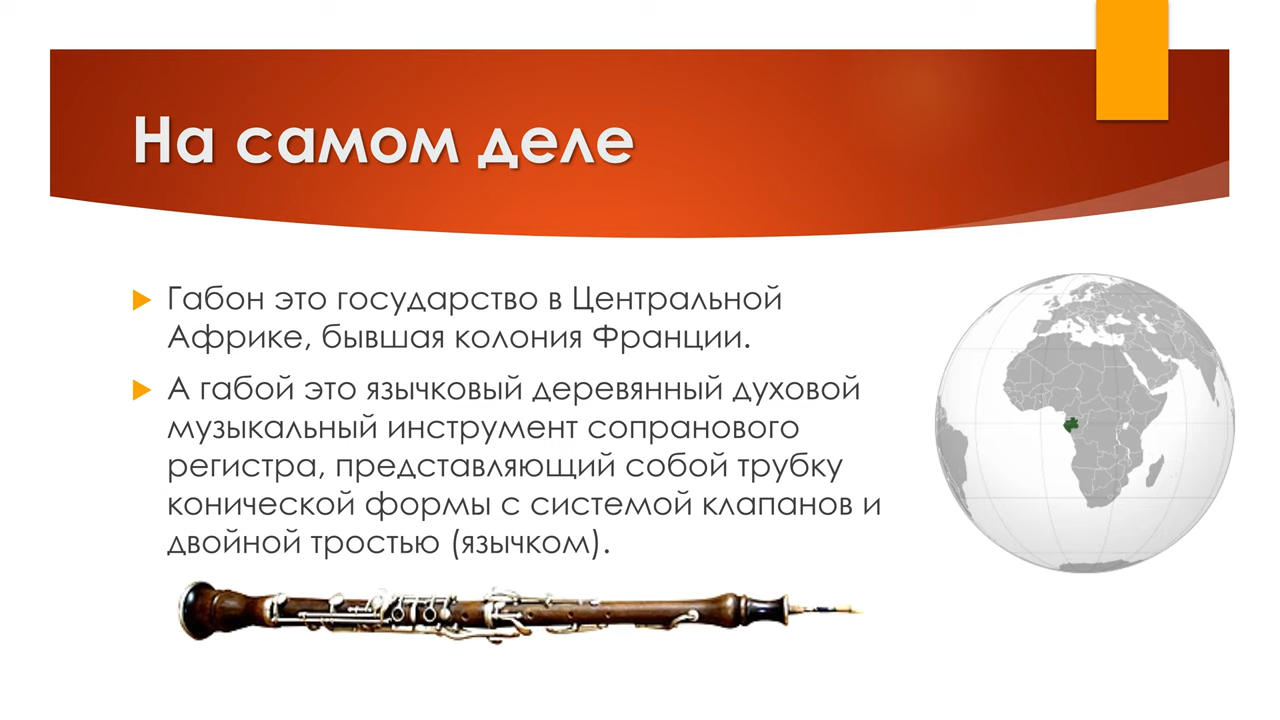 На самом деле
Габон это государство в Центральной
Африке, бывшая колония Франции.
А габой это язычковый деревянный духовой
музыкальный инструмент сопранового
регистра, представляющий собой трубку
конической формы с системой клапанов и
двойной тростью (язычком).